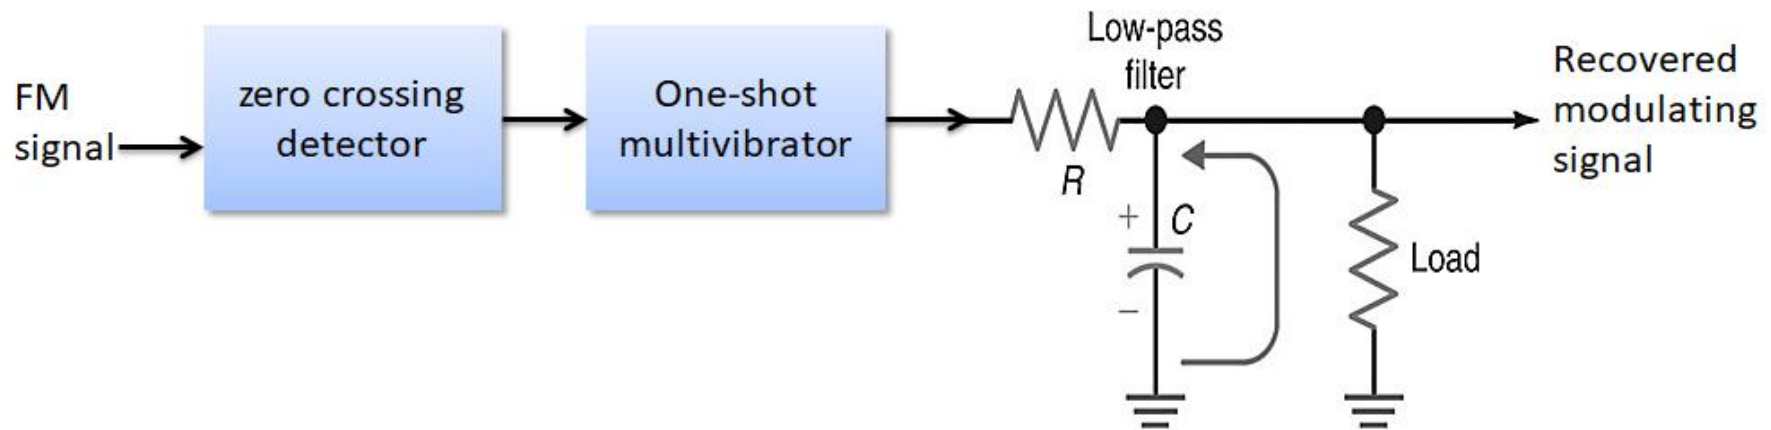 FM
signal
zero crossing
detector
One-shot
multivibrator
Low-pass
filter
R
+
C
−
Load
Recovered
modulating
signal